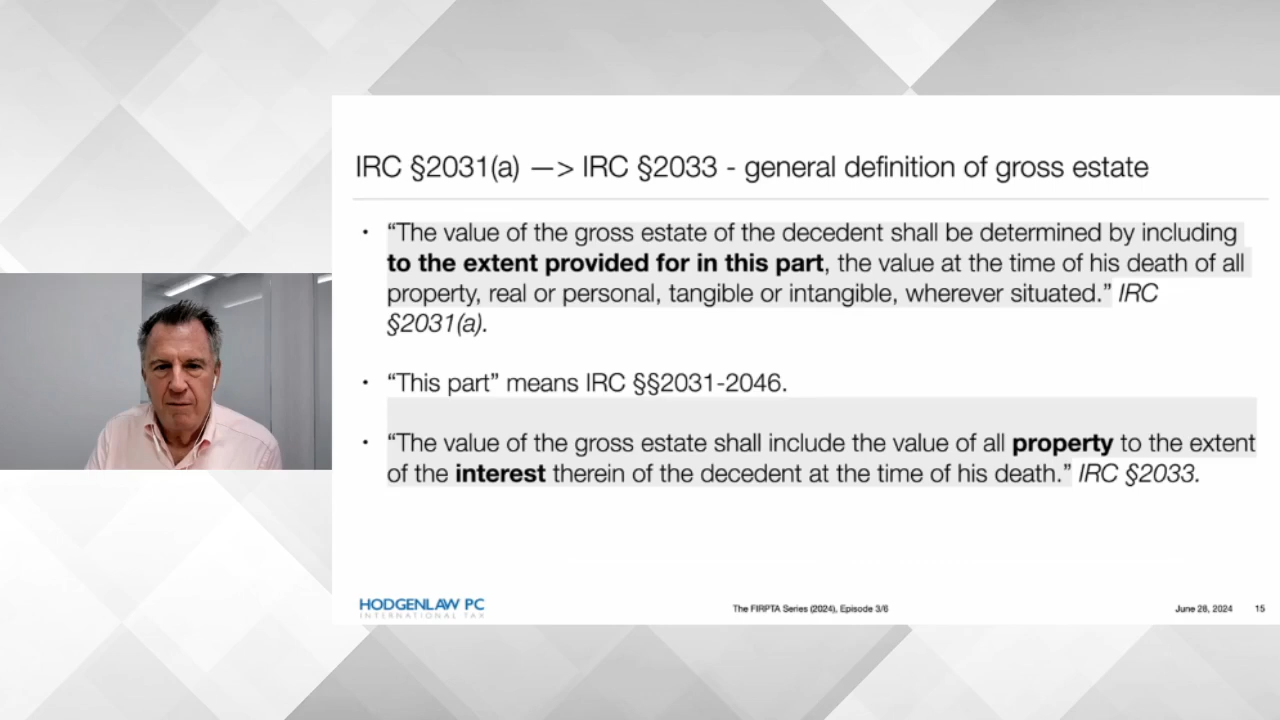 IRC §2031(a) —> IRC §2033 - general definition of gross estate
• “The value of the gross estate of the decedent shall be determined by including
to the extent provided for in this part, the value at the time of his death of all
property, real or personal, tangible or intangible, wherever situated.” IRC
§2031(a).
• “This part” means IRC §§2031-2046.
• “The value of the gross estate shall include the value of all property to the extent
of the interest therein of the decedent at the time of his death.” IRC §2033.
HODGENLAW PC
INTERNATIONAL TAX
The FIRPTA Series (2024), Episode 3/6
June 28, 2024 15